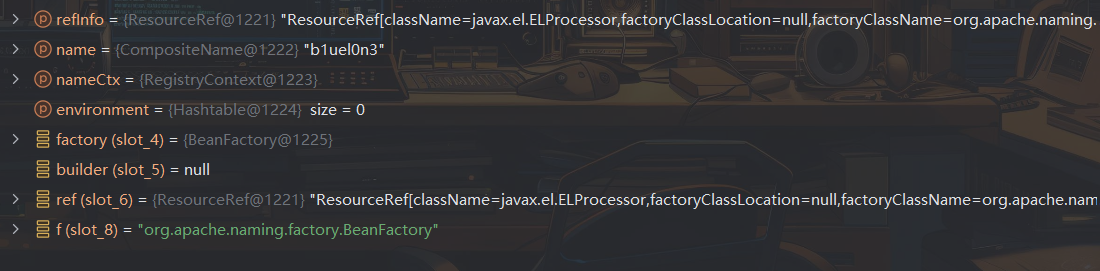 refInfo = {ResourceRef@1221} "ResourceRef[className=javax.el.ELProcessor,factoryClassLocation=null,factoryClassName=org.apache.naming.
name = {CompositeName@1222} "b1uel0n3"
nameCtx = {RegistryContext@1223}
environment = {Hashtable@1224} size = 0
factory (slot_4) = {BeanFactory@1225}
builder (slot_5) = null
ref (slot_6) = {ResourceRef@1221} "ResourceRef[className=javax.el.ELProcessor,factoryClassLocation=null,factoryClassName=org.apache.nam
f (slot_8) = "org.apache.naming.factory.BeanFactory"